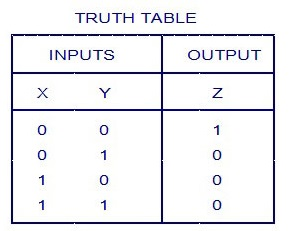 TRUTH TABLE
INPUTS OUTPUT
X Y Z
0 0 1
0 1 0
1 0 0
1 1 0